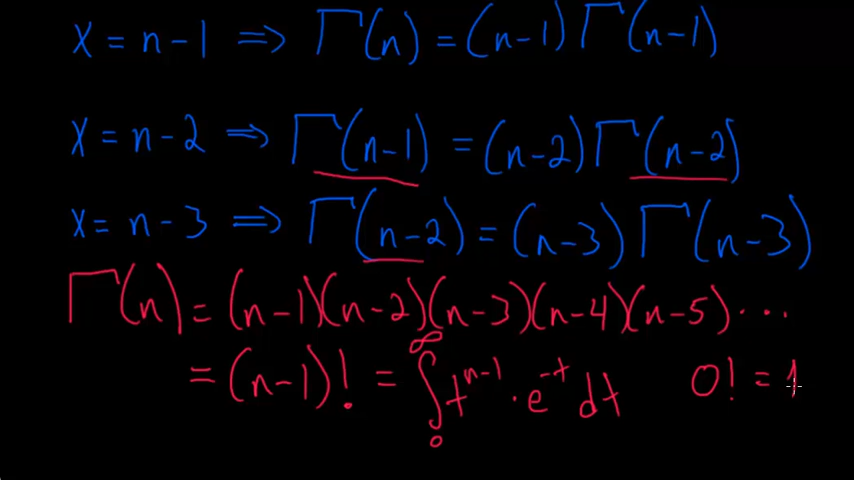 x = n-1 ⇒ Γ(n) = (n-1) Γ(n-1)
x = n-2 ⇒ Γ(n-1) = (n-2) Γ(n-2)
x = n-3 ⇒ Γ(n-2) = (n-3) Γ(n-3)
Γ(n) = (n-1)(n-2)(n-3)(n-4)(n-5)...
= (n-1)! = ∫₀^∞ t^(n-1) · e^(-t) dt 0! = 1